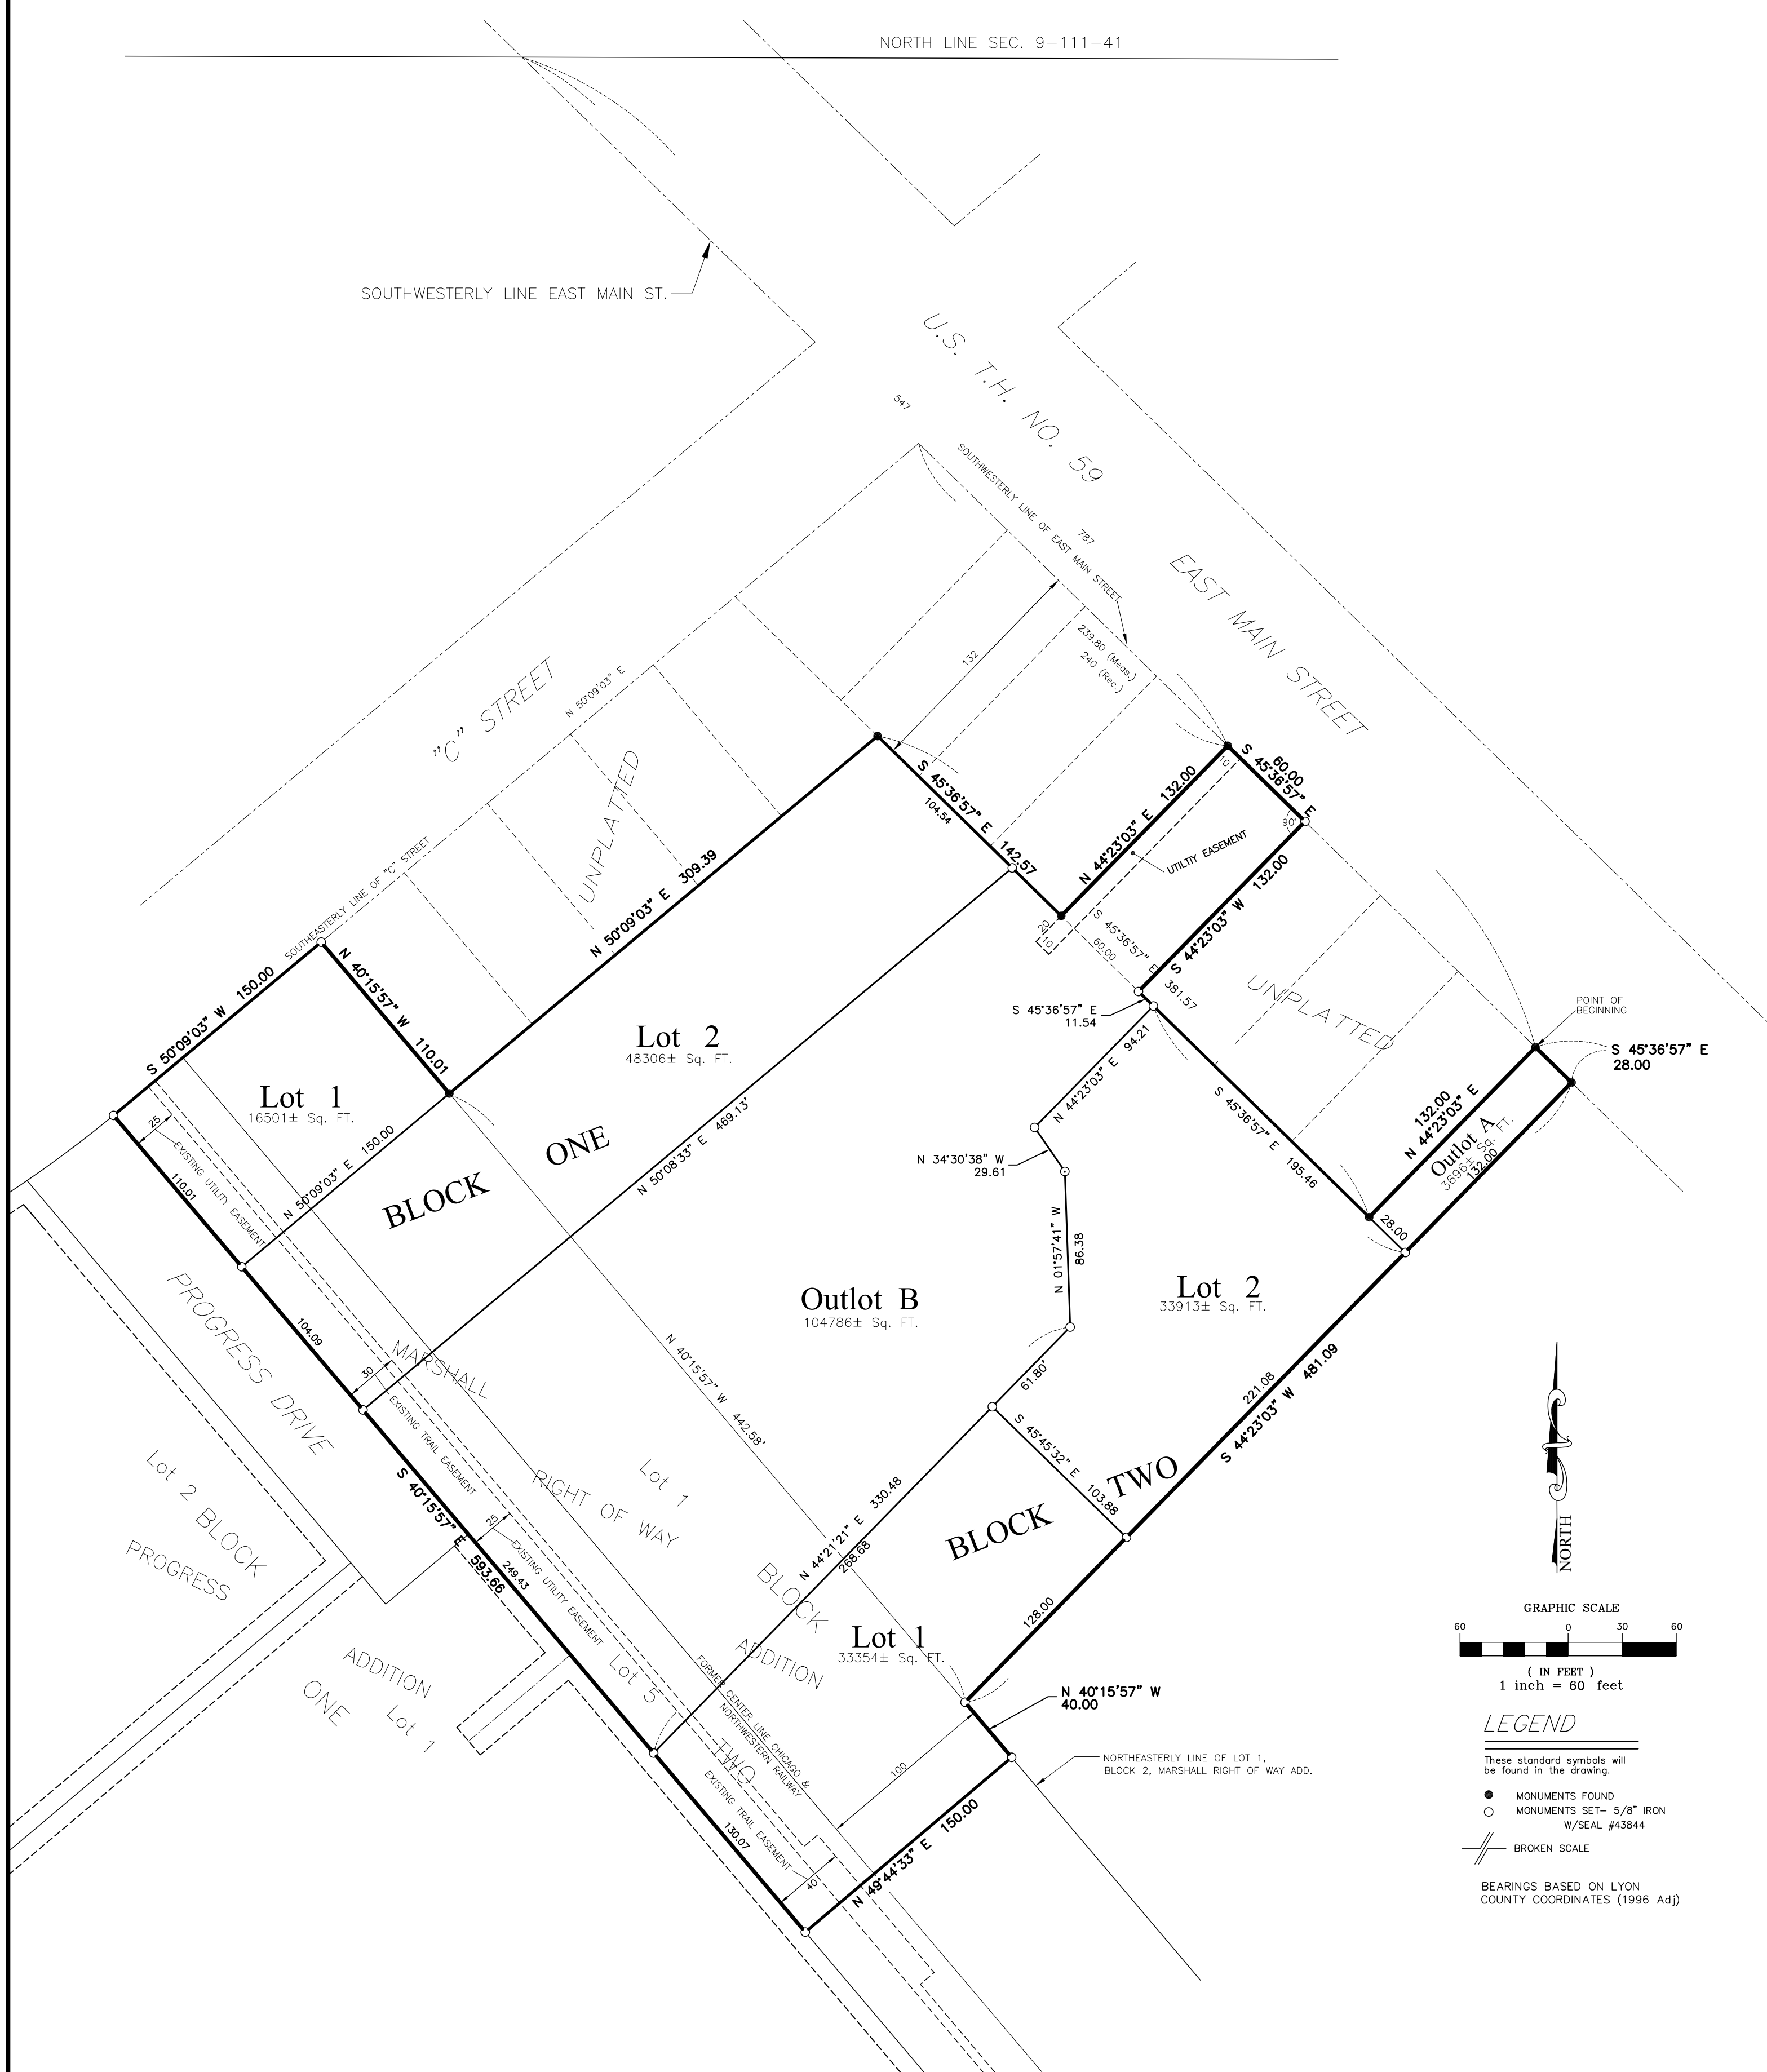 NORTH LINE SEC. 9-111-41
SOUTHWESTERLY LINE EAST MAIN ST.
U.S. T.H. NO. 59
547
SOUTHWESTERLY LINE OF EAST MAIN STREET
787
EAST MAIN STREET
239.80 (Meas.)
240 (Rec.)
132
"C" STREET
N 50°09'03" E
UNPLATTED
SOUTHEASTERLY LINE OF "C" STREET
S 45°36'57" E 142.57
104.54
N 50°09'03" E 309.39
N 44°23'03" E 132.00
10
60.00
S 45°36'57" E
90°
UTILTIY EASEMENT
S 44°23'03" W 132.00
20
10
S 45°36'57" E
60.00
381.57
S 45°36'57" E
11.54
UNPLATTED
POINT OF
BEGINNING
S 45°36'57" E
28.00
132.00
N 44°23'03" E
Outlot A
3696± Sq. FT.
132.00
28.00
S 50°09'03" W 150.00
N 40°15'57" W 110.01
Lot 1
16501± Sq. FT.
25
EXISTING UTILITY EASEMENT
110.01
N 50°09'03" E 150.00
Lot 2
48306± Sq. FT.
BLOCK ONE
N 50°08'33" E 469.13'
N 44°23'03" E 94.21
N 34°30'38" W
29.61
N 01°57'41" W
86.38
S 45°36'57" E 195.46
Lot 2
33913± Sq. FT.
Outlot B
104786± Sq. FT.
61.80'
221.08
S 44°23'03" W 481.09
PROGRESS DRIVE
104.09
30
EXISTING TRAIL EASEMENT
MARSHALL
RIGHT OF WAY
Lot 1
BLOCK
ADDITION
TWO
N 40°15'57" W 442.58'
S 45°45'32" E 103.88
BLOCK TWO
N 44°21'21" E 330.48
268.68
Lot 2 BLOCK
PROGRESS
ADDITION
ONE
Lot 1
S 40°15'57" E 593.66
249.43
25
EXISTING UTILITY EASEMENT
Lot 5
FORMER CENTER LINE CHICAGO &
NORTHWESTERN RAILWAY
Lot 1
33354± Sq. FT.
128.00
N 40°15'57" W
40.00
100
NORTHEASTERLY LINE OF LOT 1,
BLOCK 2, MARSHALL RIGHT OF WAY ADD.
130.07
EXISTING TRAIL EASEMENT
40
N 49°44'33" E 150.00
NORTH
GRAPHIC SCALE
60 0 30 60
( IN FEET )
1 inch = 60 feet
LEGEND
These standard symbols will
be found in the drawing.
MONUMENTS FOUND
MONUMENTS SET- 5/8" IRON
W/SEAL #43844
BROKEN SCALE
BEARINGS BASED ON LYON
COUNTY COORDINATES (1996 Adj)